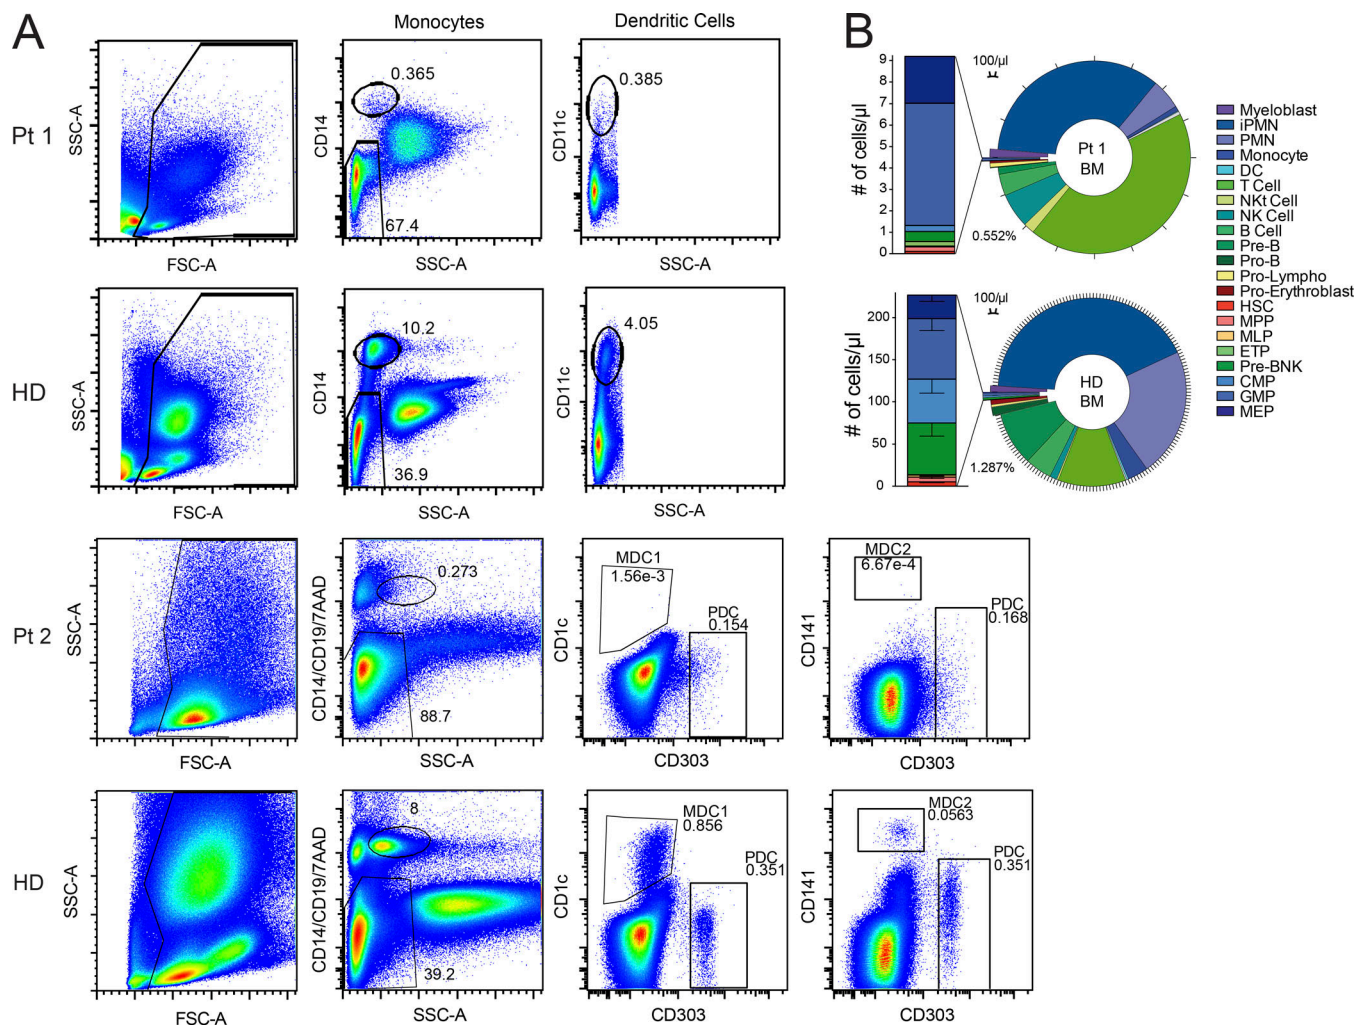 A
Monocytes
Dendritic Cells
B
Pt 1
SSC-A
FSC-A
CD14
0.365
67.4
SSC-A
CD11c
0.385
SSC-A
# of cells/µl
9
8
7
6
5
4
3
2
1
0
100/µl
0.552%
Pt 1
BM
Myeloblast
iPMN
PMN
Monocyte
DC
T Cell
NKt Cell
NK Cell
B Cell
Pre-B
Pro-B
Pro-Lympho
Pro-Erythroblast
HSC
MPP
MLP
ETP
Pre-BNK
CMP
GMP
MEP
HD
SSC-A
FSC-A
CD14
10.2
36.9
SSC-A
CD11c
4.05
SSC-A
# of cells/µl
200
150
100
50
0
100/µl
1.287%
HD
BM
Pt 2
SSC-A
FSC-A
CD14/CD19/7AAD
0.273
88.7
SSC-A
CD1c
MDC1
1.56e-3
PDC
0.154
CD303
CD141
MDC2
6.67e-4
PDC
0.168
CD303
HD
SSC-A
FSC-A
CD14/CD19/7AAD
8
39.2
SSC-A
CD1c
MDC1
0.856
PDC
0.351
CD303
CD141
MDC2
0.0563
PDC
0.351
CD303